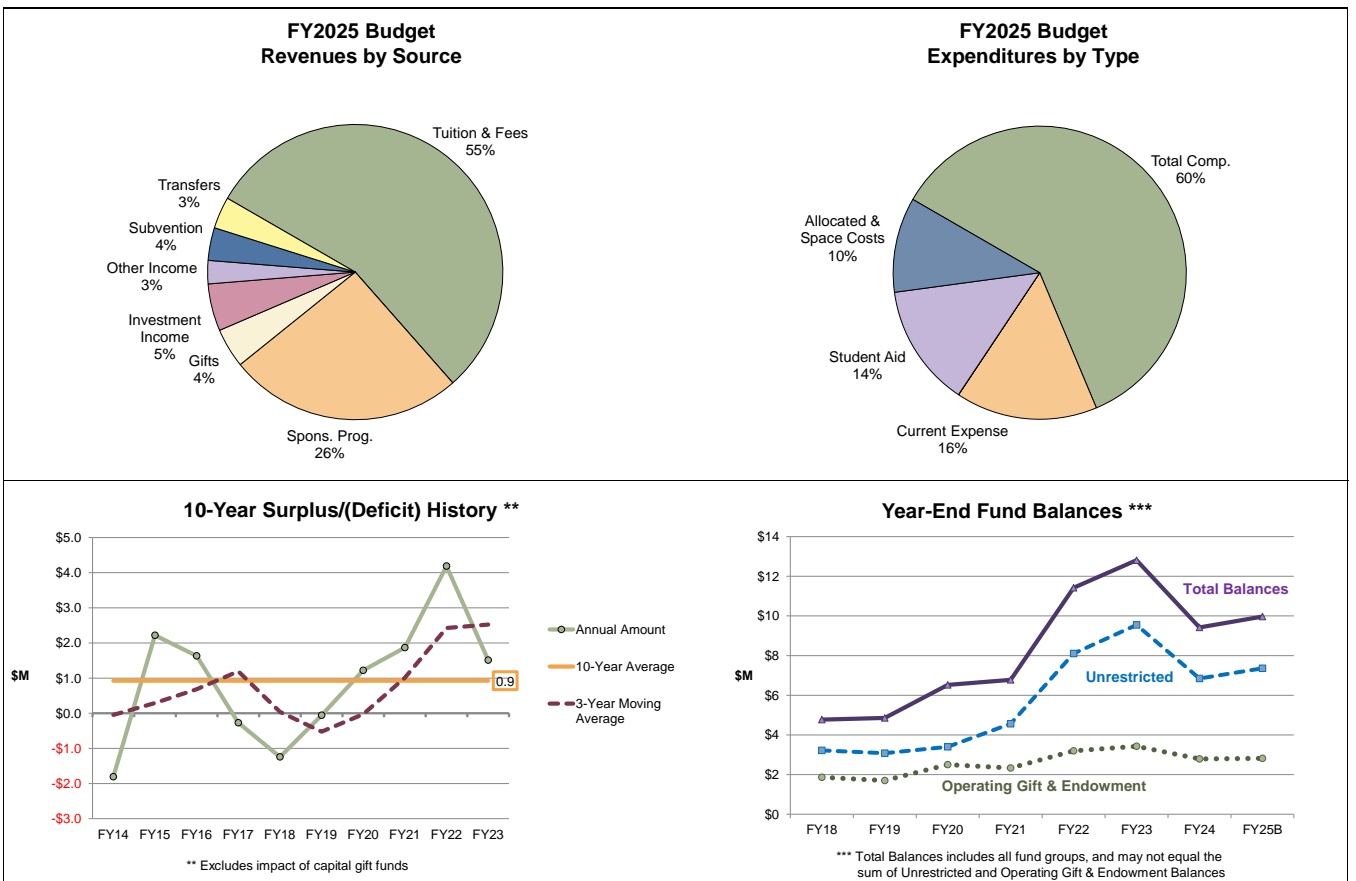 FY2025 Budget
Revenues by Source
Tuition & Fees
55%
Transfers
3%
Subvention
4%
Other Income
3%
Investment
Income
5%
Gifts
4%
Spons. Prog.
26%
FY2025 Budget
Expenditures by Type
Total Comp.
60%
Allocated &
Space Costs
10%
Student Aid
14%
Current Expense
16%
10-Year Surplus/(Deficit) History **
$M
$5.0
$4.0
$3.0
$2.0
$1.0
$0.0
-$1.0
-$2.0
-$3.0
0.9
FY14 FY15 FY16 FY17 FY18 FY19 FY20 FY21 FY22 FY23
Annual Amount
10-Year Average
3-Year Moving
Average
** Excludes impact of capital gift funds
Year-End Fund Balances ***
$M
$14
$12
$10
$8
$6
$4
$2
$0
Total Balances
Unrestricted
Operating Gift & Endowment
FY18 FY19 FY20 FY21 FY22 FY23 FY24 FY25B
*** Total Balances includes all fund groups, and may not equal the
sum of Unrestricted and Operating Gift & Endowment Balances